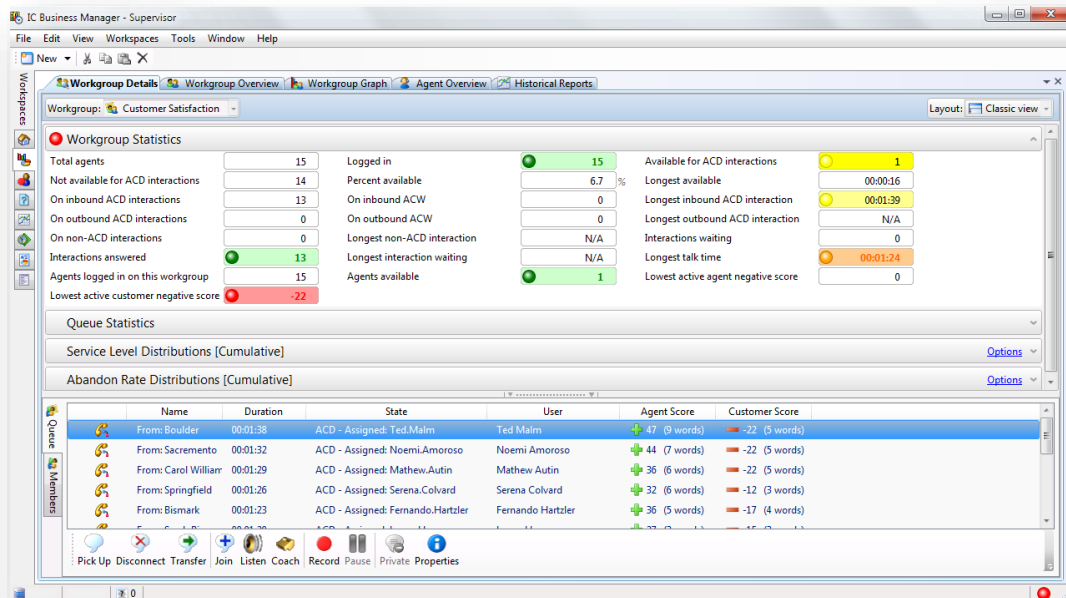 IC Business Manager - Supervisor
File Edit View Workspaces Tools Window Help
New
Workspaces
Workgroup Details Workgroup Overview Workgroup Graph Agent Overview Historical Reports
Workgroup: Customer Satisfaction Layout: Classic view
Workgroup Statistics
Total agents 15 Logged in 15 Available for ACD interactions 1
Not available for ACD interactions 14 Percent available 6.7 % Longest available 00:00:16
On inbound ACD interactions 13 On inbound ACW 0 Longest inbound ACD interaction 00:01:39
On outbound ACD interactions 0 On outbound ACW 0 Longest outbound ACD interaction N/A
On non-ACD interactions 0 Longest non-ACD interaction N/A Interactions waiting 0
Interactions answered 13 Longest interaction waiting N/A Longest talk time 00:01:24
Agents logged in on this workgroup 15 Agents available 1 Lowest active agent negative score 0
Lowest active customer negative score -22
Queue Statistics
Service Level Distributions [Cumulative] Options
Abandon Rate Distributions [Cumulative] Options
Queue
Members
Name Duration State User Agent Score Customer Score
From: Boulder 00:01:38 ACD - Assigned: Ted.Malm Ted Malm 47 (9 words) -22 (5 words)
From: Sacremento 00:01:32 ACD - Assigned: Noemi.Amoroso Noemi Amoroso 44 (7 words) -22 (5 words)
From: Carol William 00:01:29 ACD - Assigned: Mathew.Autin Mathew Autin 36 (6 words) -22 (5 words)
From: Springfield 00:01:26 ACD - Assigned: Serena.Colvard Serena Colvard 32 (6 words) -12 (3 words)
From: Bismark 00:01:23 ACD - Assigned: Fernando.Hartzler Fernando Hartzler 36 (5 words) -17 (4 words)
Pick Up Disconnect Transfer Join Listen Coach Record Pause Private Properties
0